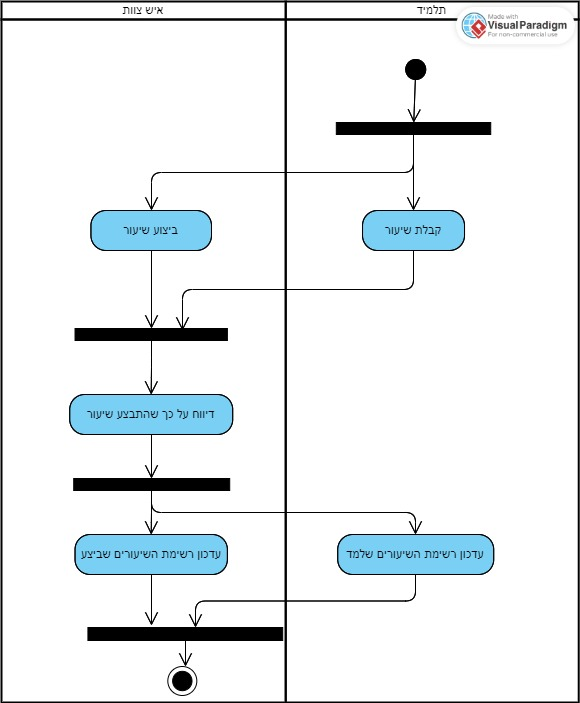 תלמיד
איש צוות
Made with
Visual Paradigm
For non-commercial use
קבלת שיעור
ביצוע שיעור
דיווח על כך שהתבצע שיעור
עדכון רשימת השיעורים שלמד
עדכון רשימת השיעורים שביצע